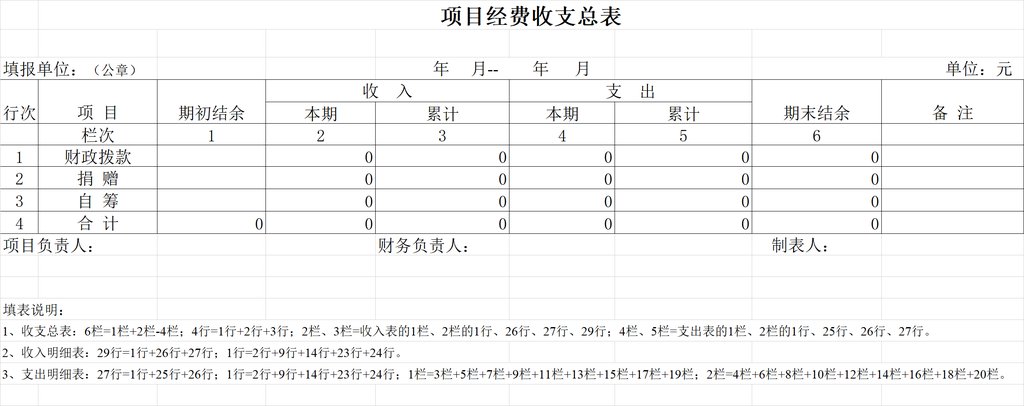 项目经费收支总表
填报单位：（公章） 年 月-- 年 月 单位：元
收 入 支 出
行次 项 目 期初结余 本期 累计 本期 累计 期末结余 备 注
栏次 1 2 3 4 5 6
1 财政拨款 0 0 0 0 0
2 捐 赠 0 0 0 0 0
3 自 筹 0 0 0 0 0
4 合 计 0 0 0 0 0 0
项目负责人： 财务负责人： 制表人：
填表说明：
1、收支总表：6栏=1栏+2栏-4栏；4行=1行+2行+3行；2栏、3栏=收入表的1栏、2栏的1行、26行、27行、29行；4栏、5栏=支出表的1栏、2栏的1行、25行、26行、27行。
2、收入明细表：29行=1行+26行+27行；1行=2行+9行+14行+23行+24行。
3、支出明细表：27行=1行+25行+26行；1行=2行+9行+14行+23行+24行；1栏=3栏+5栏+7栏+9栏+11栏+13栏+15栏+17栏+19栏；2栏=4栏+6栏+8栏+10栏+12栏+14栏+16栏+18栏+20栏。